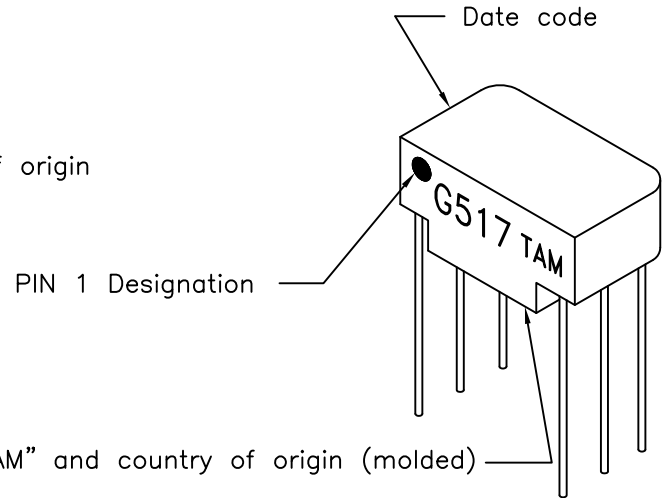 Date code
origin
G517 TAM
PIN 1 Designation
AM” and country of origin (molded)